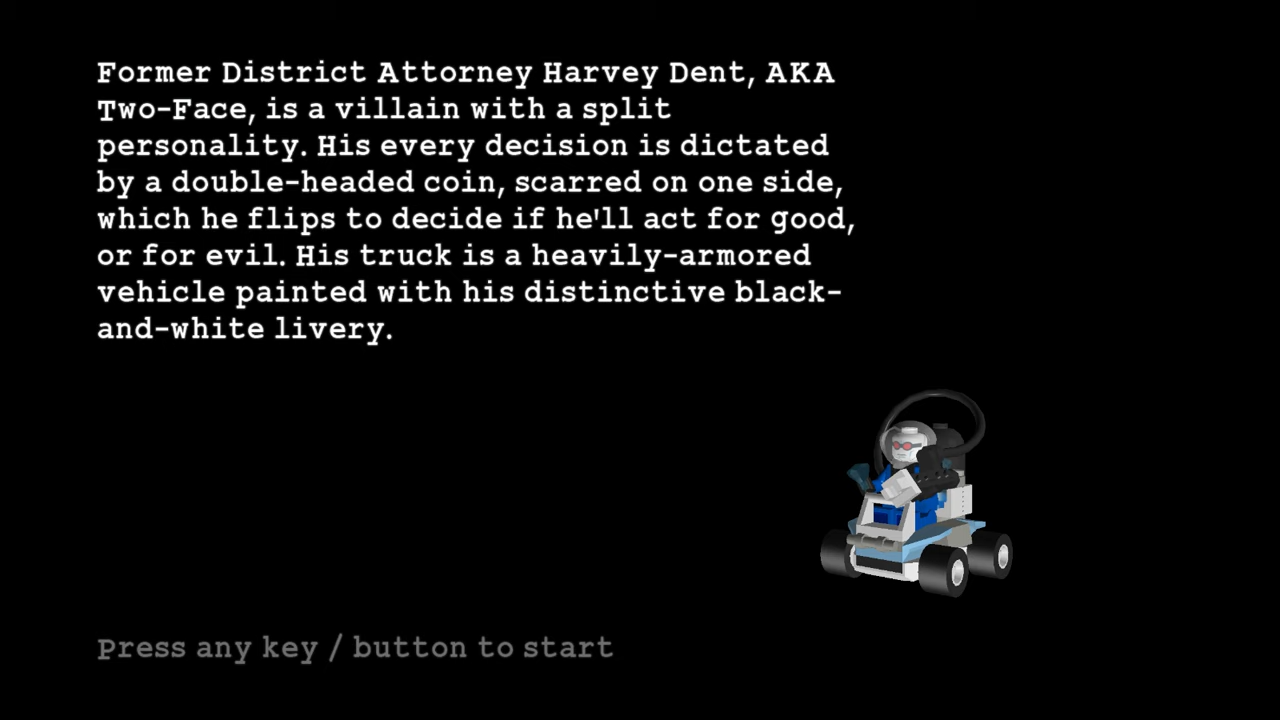 Former District Attorney Harvey Dent, AKA
Two-Face, is a villain with a split
personality. His every decision is dictated
by a double-headed coin, scarred on one side,
which he flips to decide if he'll act for good,
or for evil. His truck is a heavily-armored
vehicle painted with his distinctive black-
and-white livery.
Press any key / button to start